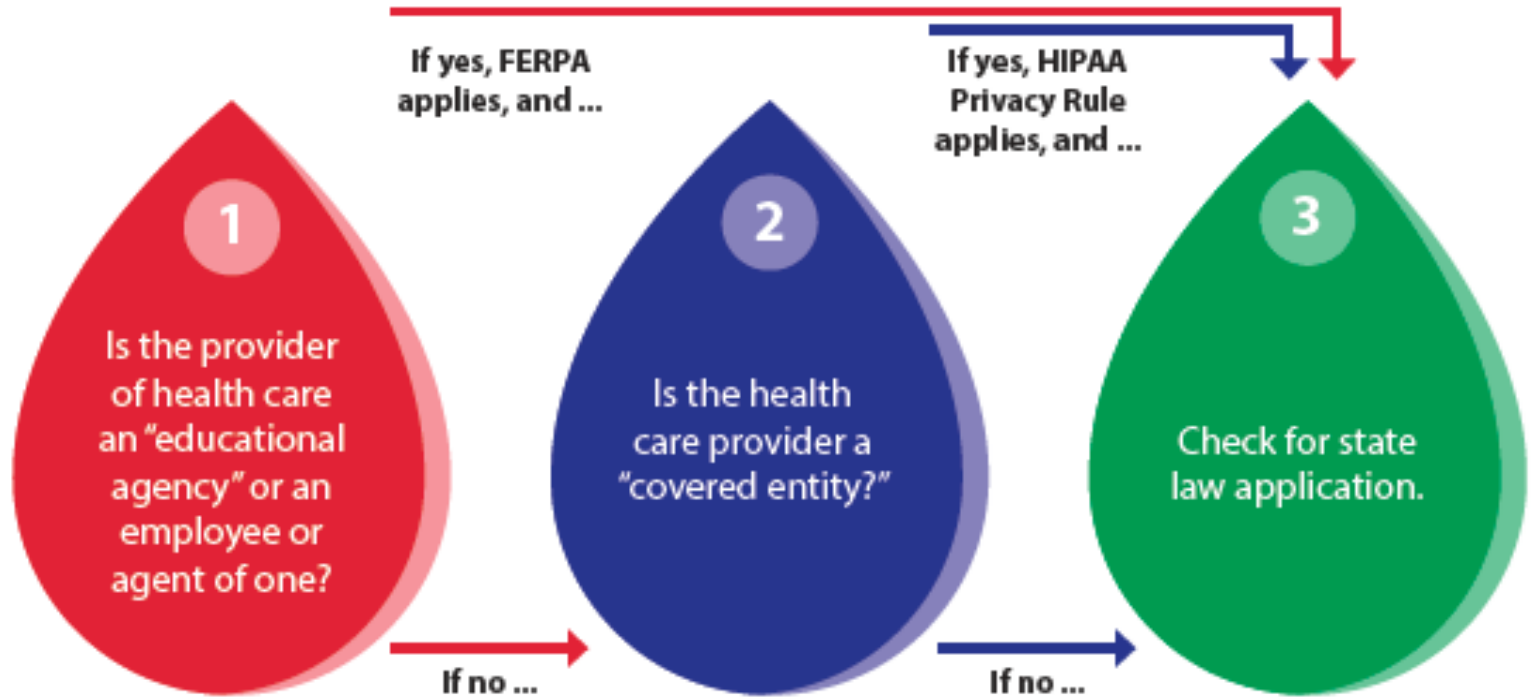 If yes, FERPA
applies, and ...
If yes, HIPAA
Privacy Rule
applies, and ...
1
Is the provider
of health care
an “educational
agency” or an
employee or
agent of one?
If no ...
2
Is the health
care provider a
“covered entity?”
If no ...
3
Check for state
law application.